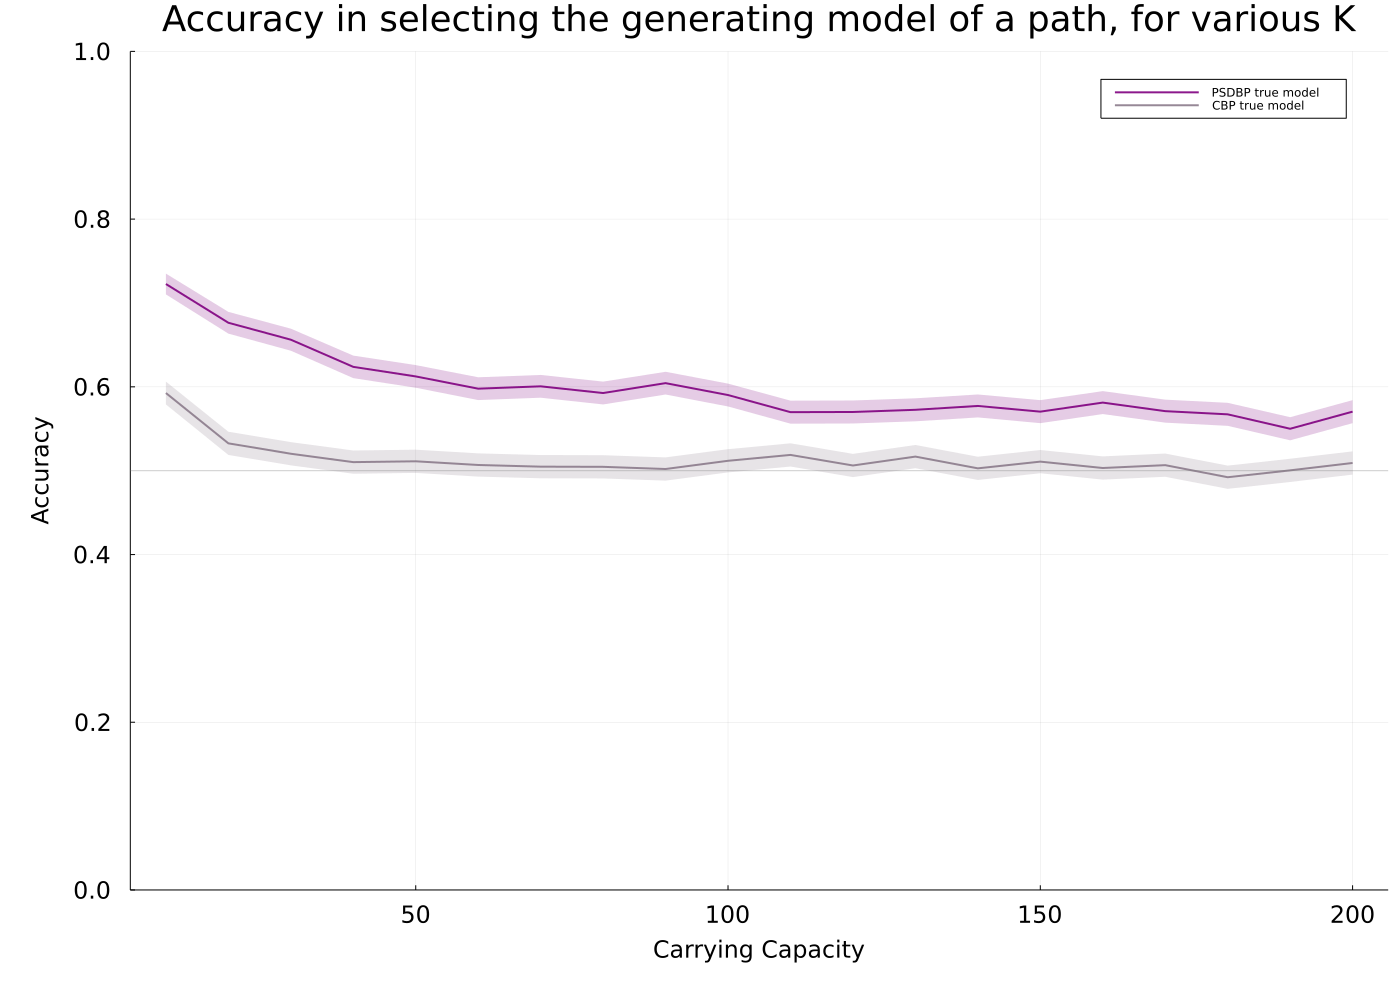 Accuracy in selecting the generating model of a path, for various K
1.0
PSDBP true model
CBP true model
0.8
0.6
Accuracy
0.4
0.2
0.0
50 100 150 200
Carrying Capacity